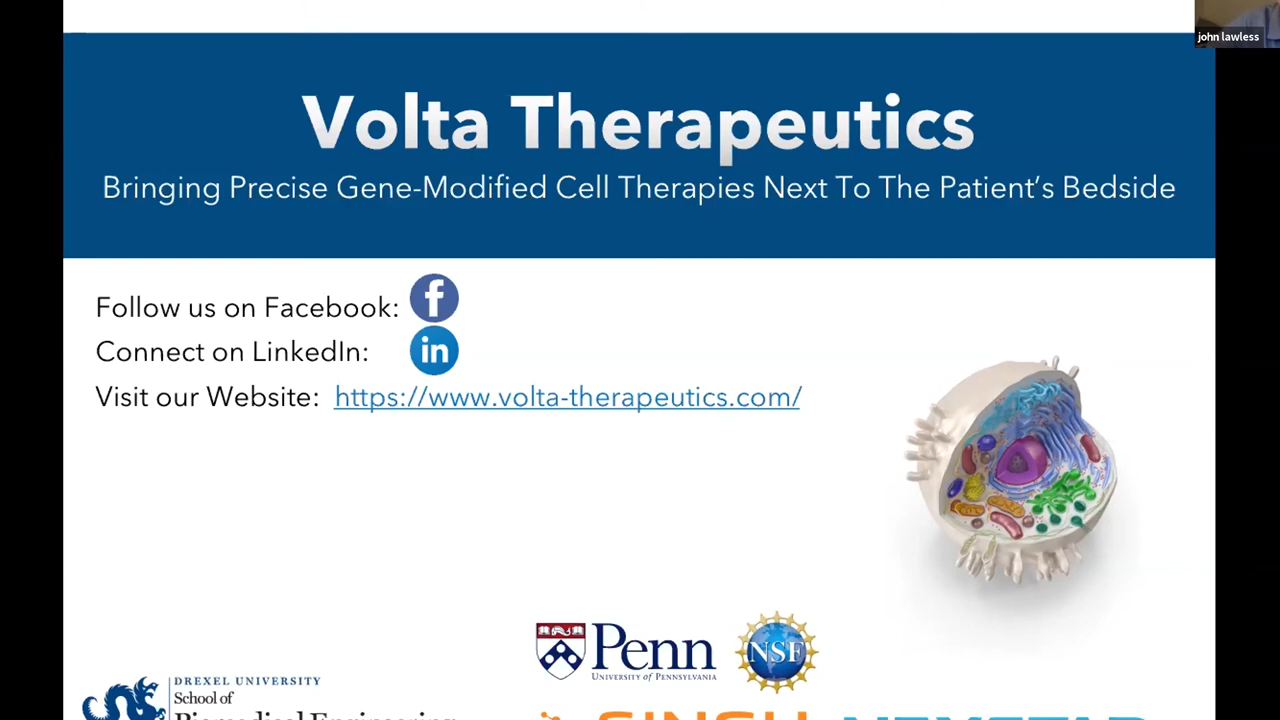 john lawless
Volta Therapeutics
Bringing Precise Gene-Modified Cell Therapies Next To The Patient's Bedside
Follow us on Facebook: f
Connect on LinkedIn: in
Visit our Website: https://www.volta-therapeutics.com/
Penn
UNIVERSITY of PENNSYLVANIA
NSF
DREXEL UNIVERSITY
School of
Biomedical Engineering